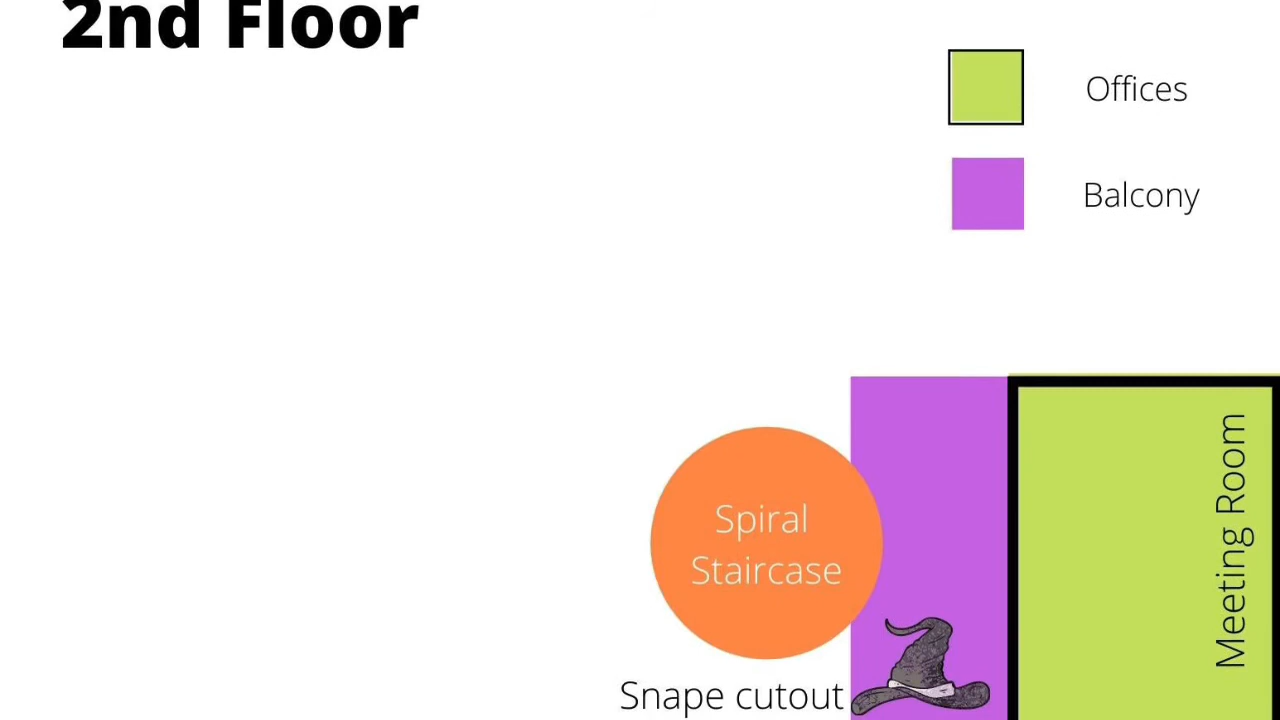 2nd Floor
Offices
Balcony
Spiral
Staircase
Meeting Room
Snape cutout